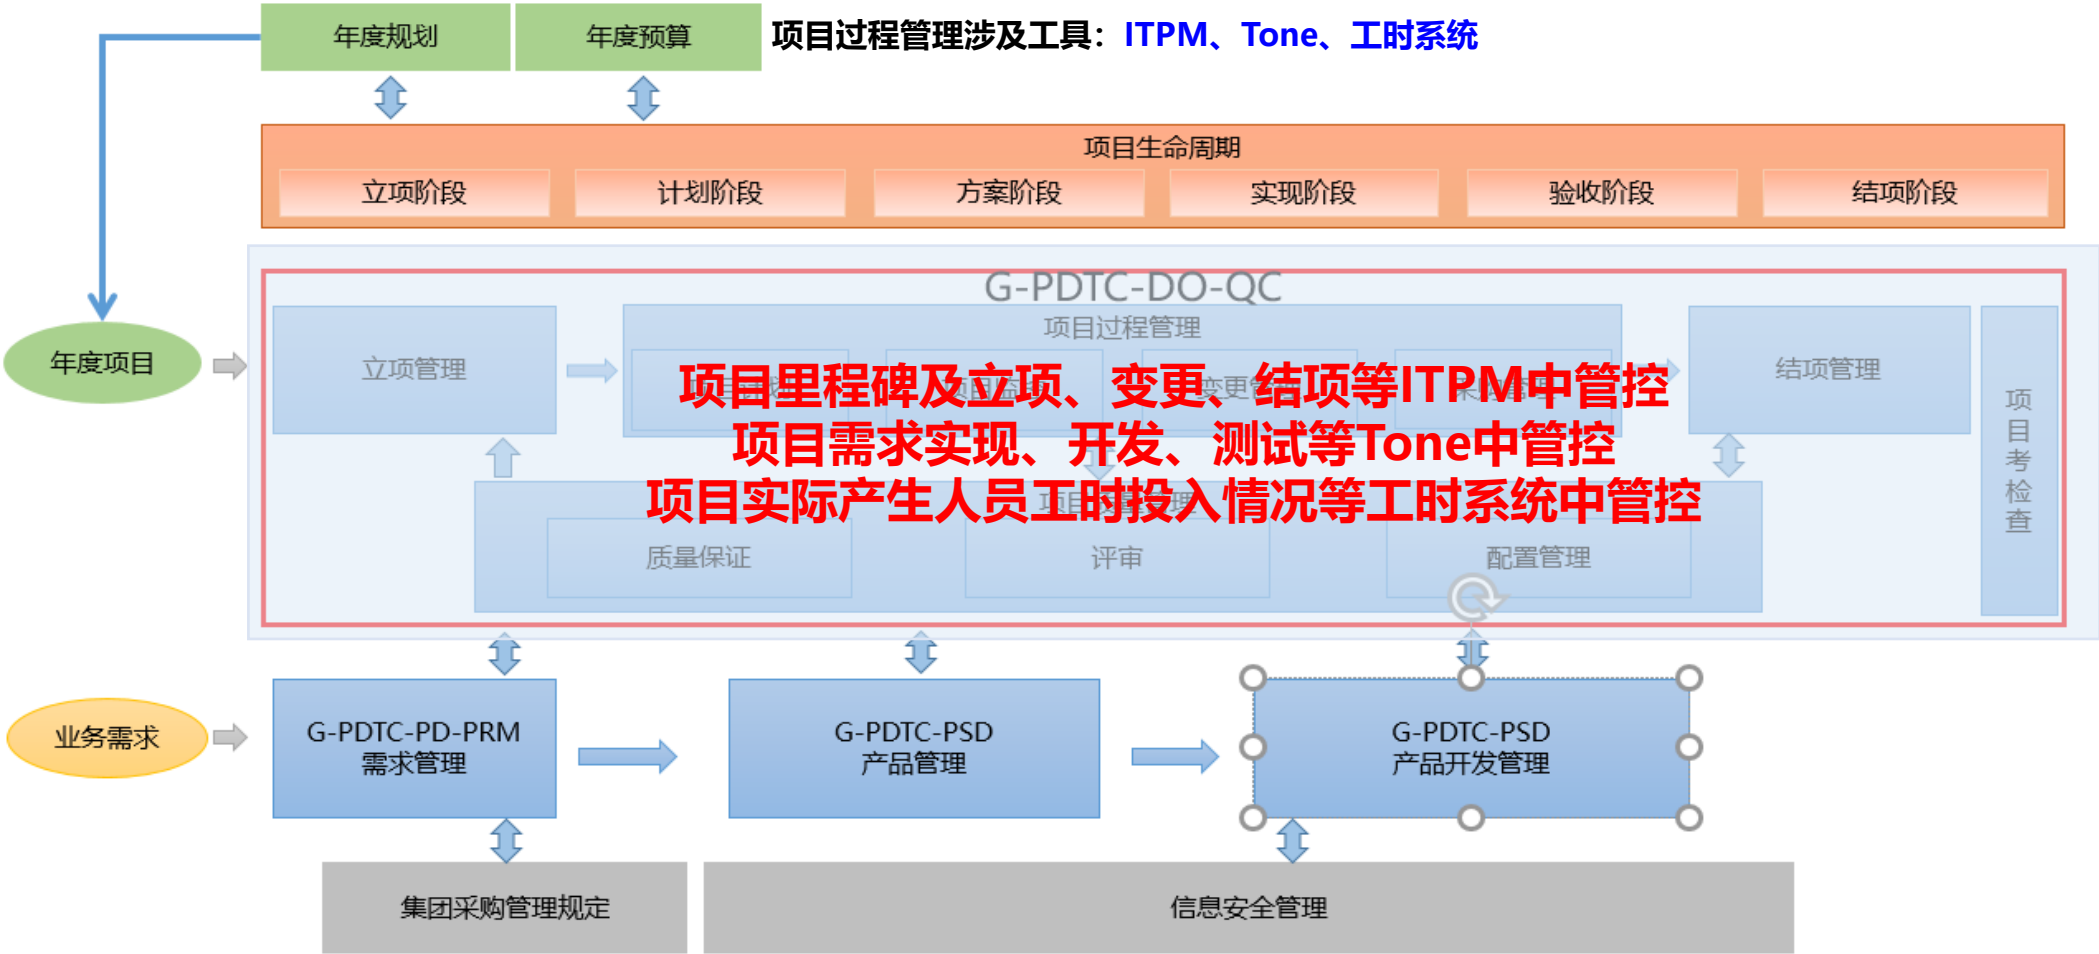 年度规划
年度预算
项目过程管理涉及工具：ITPM、Tone、工时系统
项目生命周期
立项阶段
计划阶段
方案阶段
实现阶段
验收阶段
结项阶段
G-PDTC-DO-QC
年度项目
立项管理
项目过程管理
结项管理
项目考检查
项目里程碑及立项、变更、结项等ITPM中管控
项目需求实现、开发、测试等Tone中管控
项目实际产生人员工时投入情况等工时系统中管控
变更管理
质量保证
评审
配置管理
业务需求
G-PDTC-PD-PRM
需求管理
G-PDTC-PSD
产品管理
G-PDTC-PSD
产品开发管理
集团采购管理规定
信息安全管理